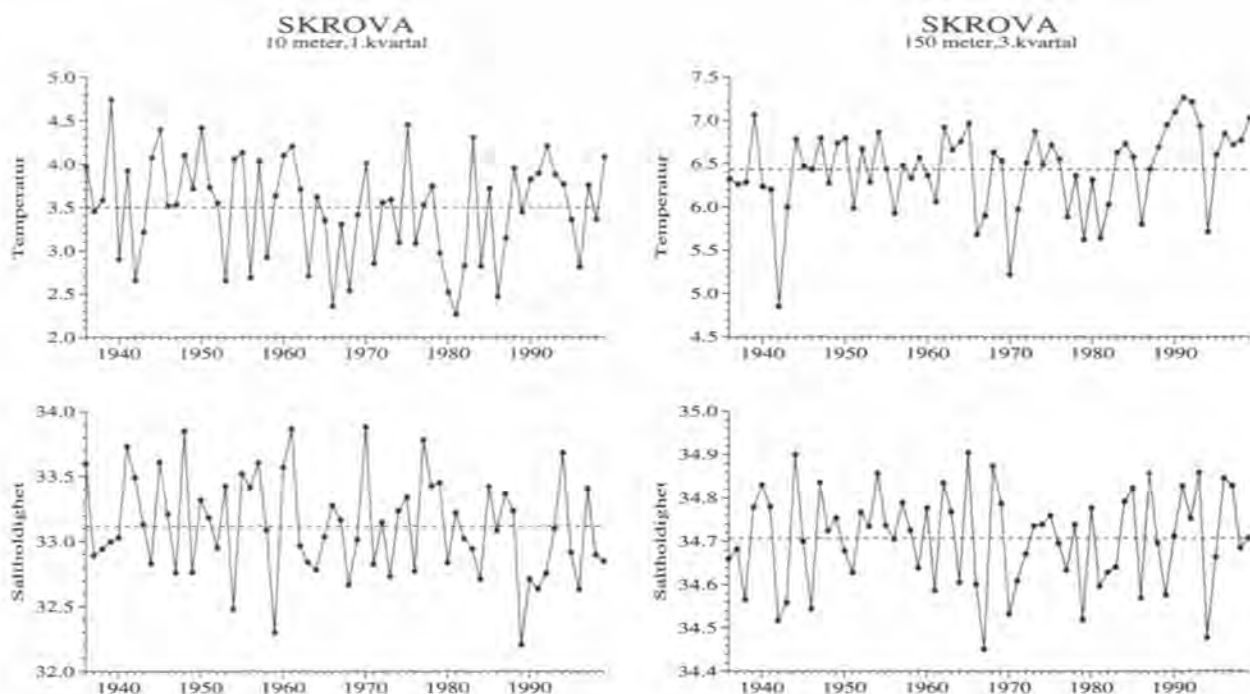 SKROVA
10 meter,1.kvartal
Temperatur
5.0
4.5
4.0
3.5
3.0
2.5
2.0
1940 1950 1960 1970 1980 1990
SKROVA
150 meter,3.kvartal
Temperatur
7.5
7.0
6.5
6.0
5.5
5.0
4.5
1940 1950 1960 1970 1980 1990
Saltholdighet
34.0
33.5
33.0
32.5
32.0
1940 1950 1960 1970 1980 1990
Saltholdighet
35.0
34.9
34.8
34.7
34.6
34.5
34.4
1940 1950 1960 1970 1980 1990